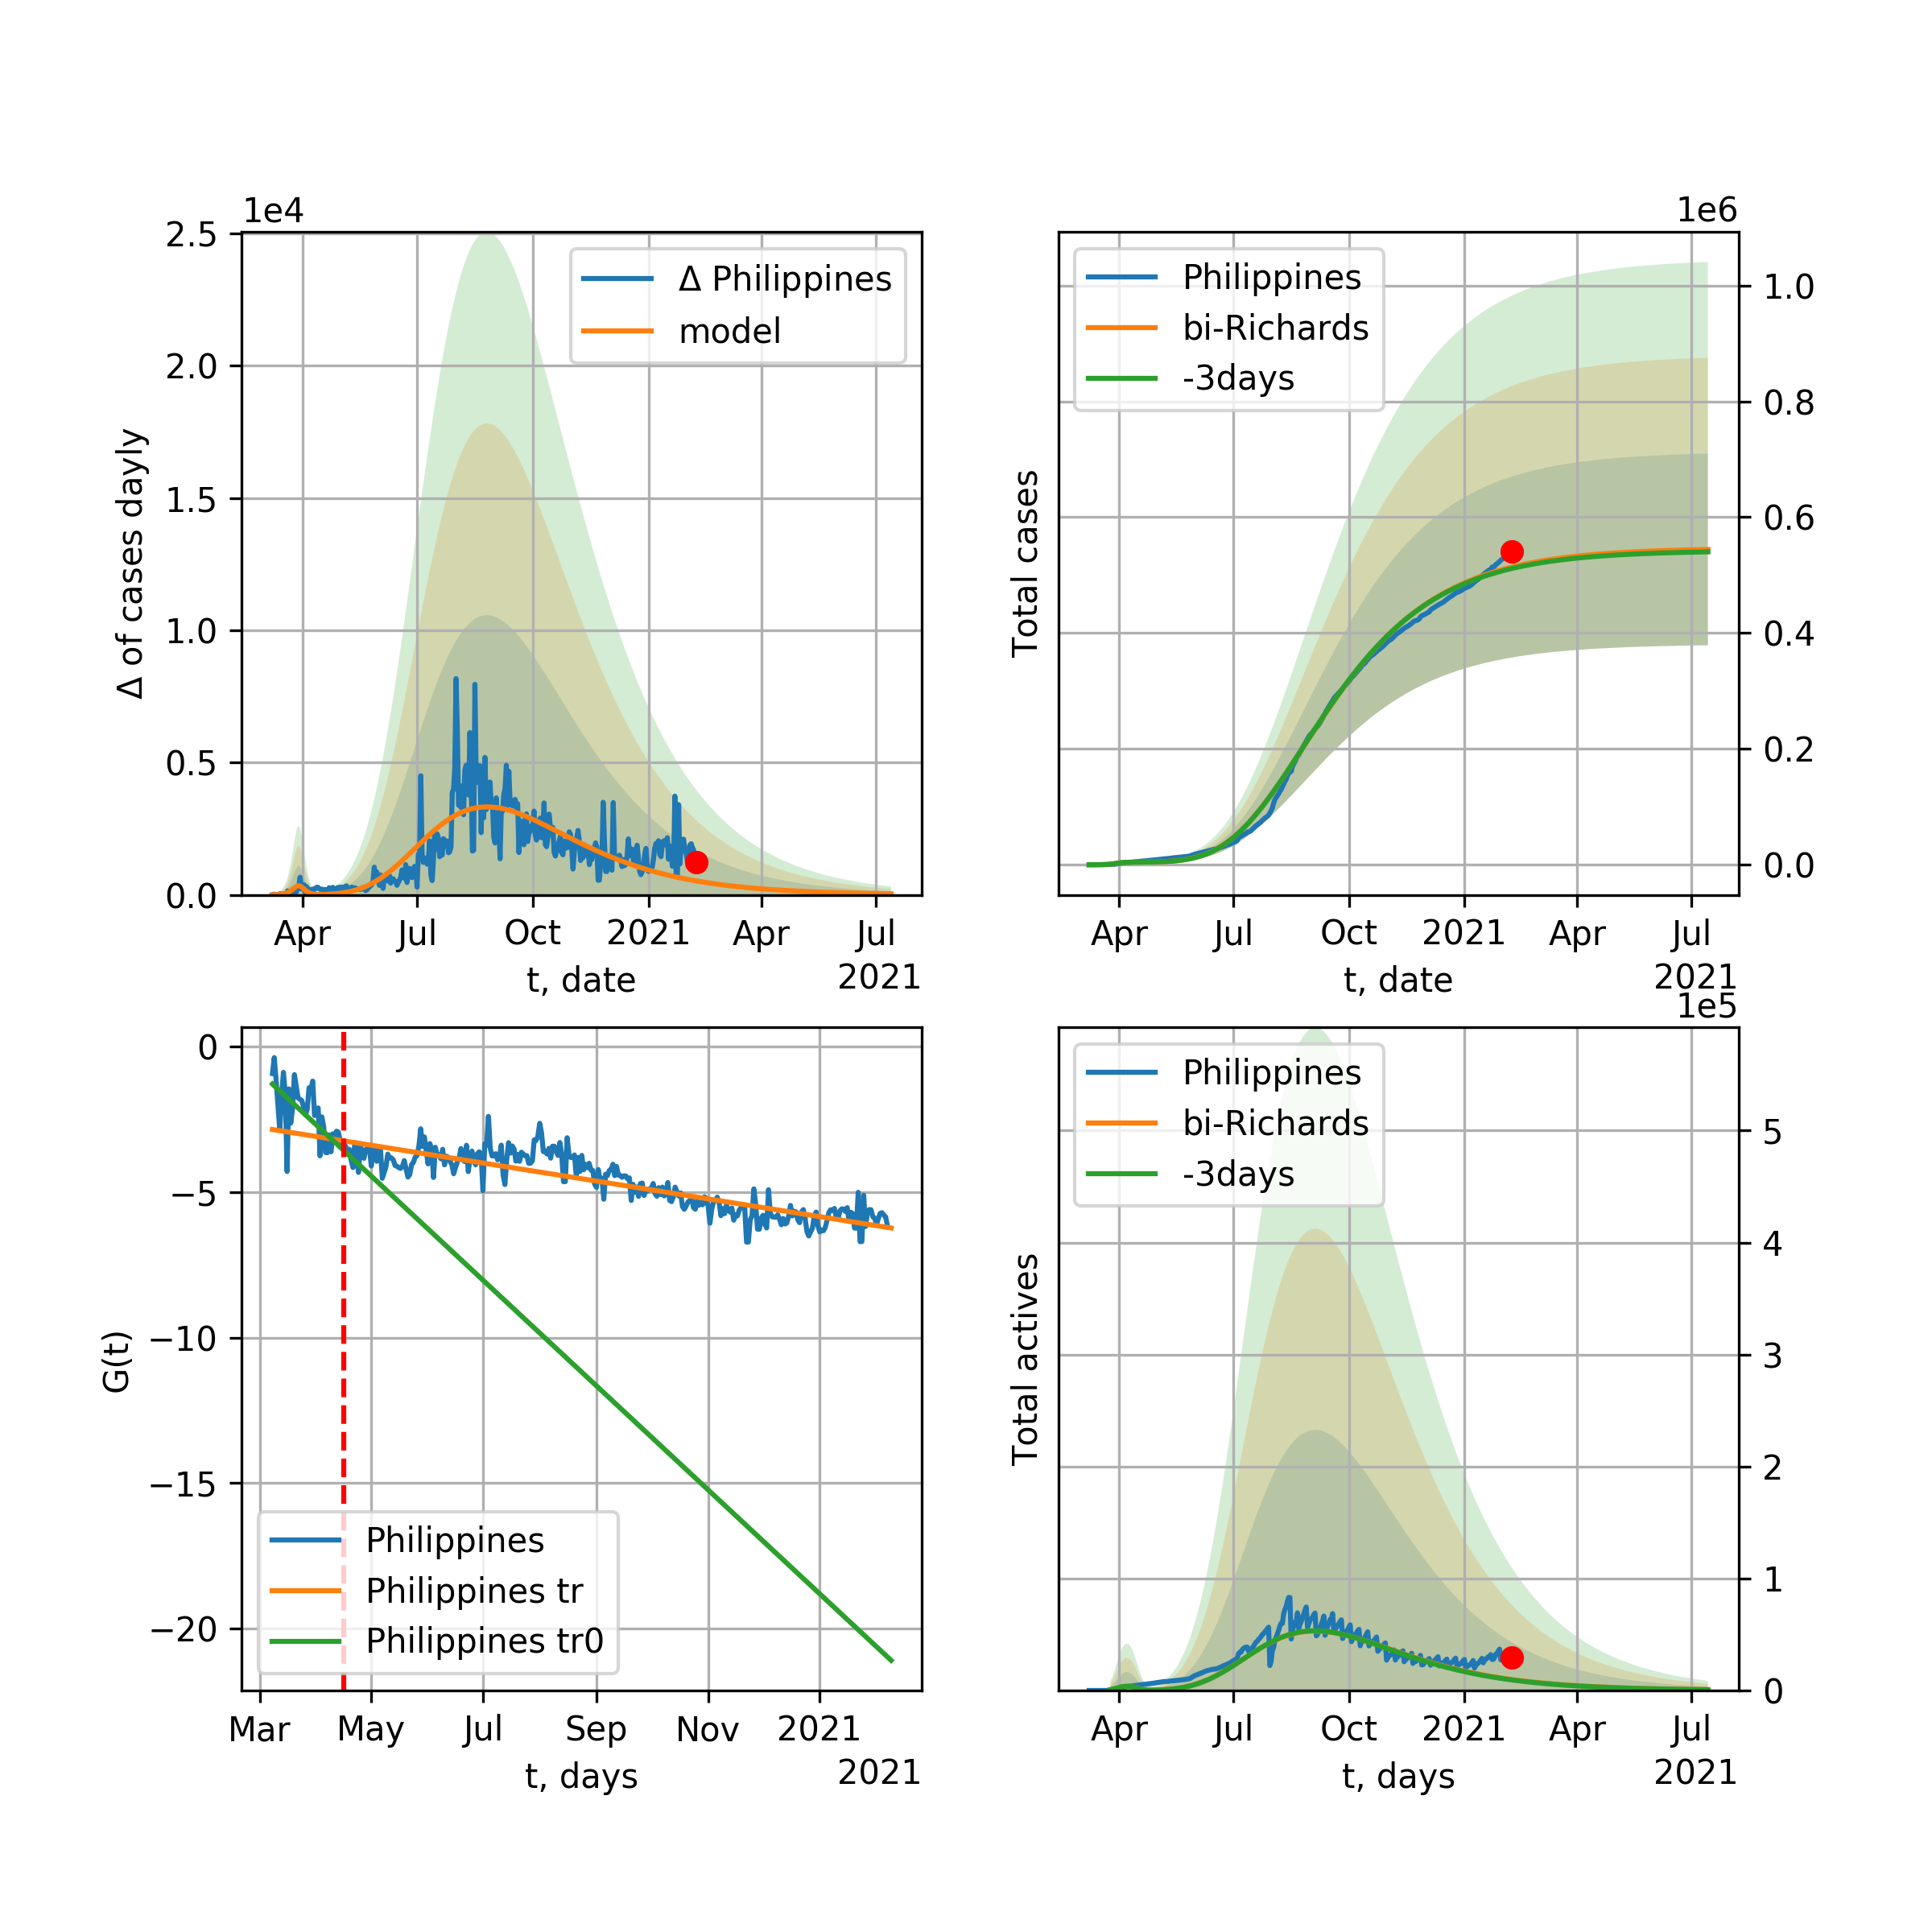 1e4
2.5
2.0
1.5
1.0
0.5
0.0
Δ of cases dayly
Δ Philippines
model
Apr Jul Oct 2021 Apr Jul
2021
t, date
1e6
Philippines
bi-Richards
-3days
Total cases
1.0
0.8
0.6
0.4
0.2
0.0
Apr Jul Oct 2021 Apr Jul
2021
t, date
0
−5
−10
−15
−20
G(t)
Philippines
Philippines tr
Philippines tr0
Mar May Jul Sep Nov 2021
2021
t, days
1e5
Philippines
bi-Richards
-3days
Total actives
5
4
3
2
1
0
Apr Jul Oct 2021 Apr Jul
2021
t, days